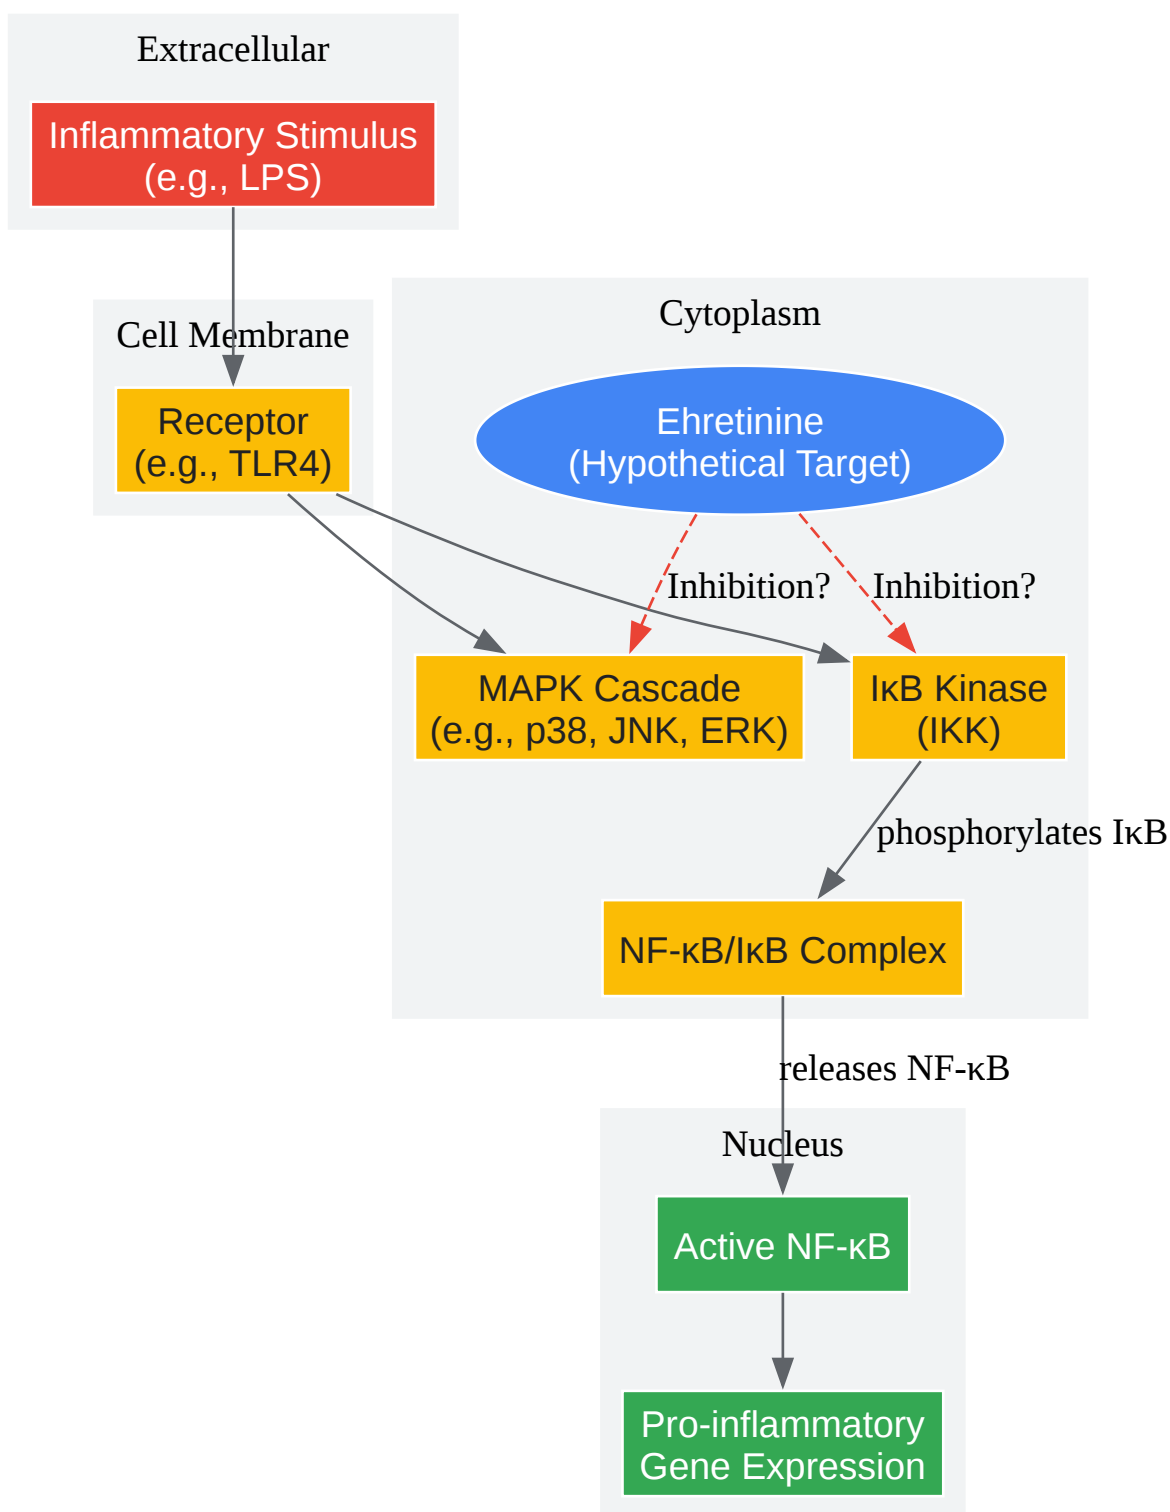 Extracellular
Inflammatory Stimulus
(e.g., LPS)
Cell Membrane
Receptor
(e.g., TLR4)
Cytoplasm
Ehretinine
(Hypothetical Target)
Inhibition?
Inhibition?
MAPK Cascade
(e.g., p38, JNK, ERK)
IκB Kinase
(IKK)
phosphorylates IκB
NF-κB/IκB Complex
releases NF-κB
Nucleus
Active NF-κB
Pro-inflammatory
Gene Expression